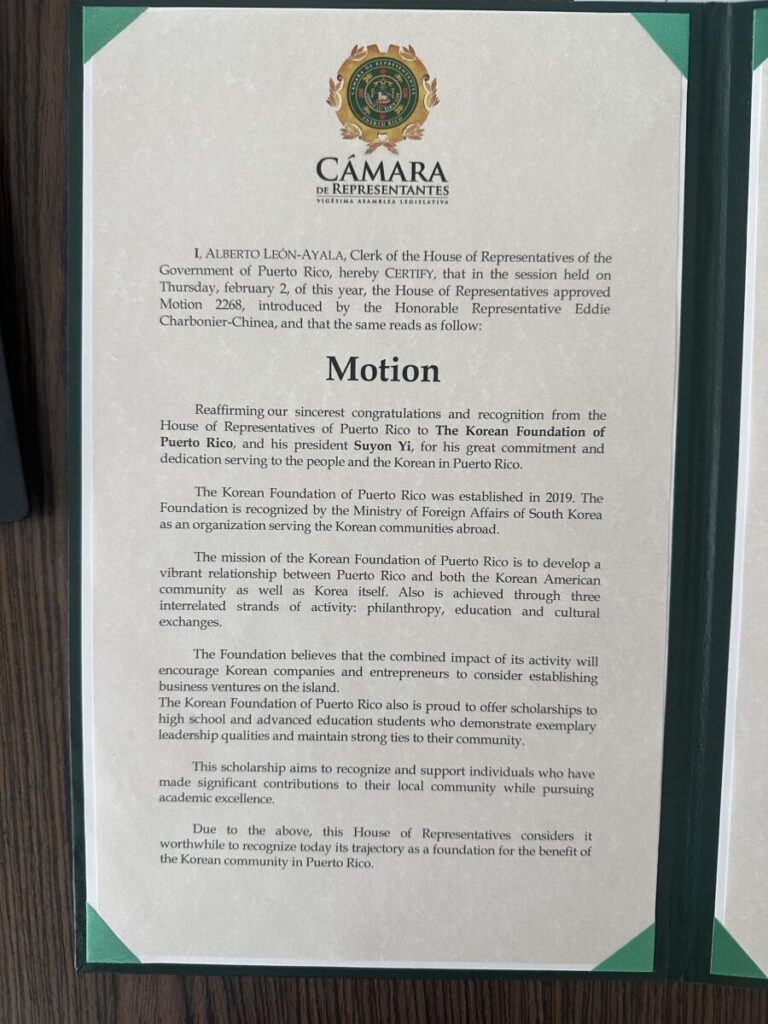 CÁMARA DE REPRESENTANTES
PUERTO RICO
CÁMARA
DE REPRESENTANTES
VIGÉSIMA ASAMBLEA LEGISLATIVA
I, ALBERTO LEÓN-AYALA, Clerk of the House of Representatives of the
Government of Puerto Rico, hereby CERTIFY, that in the session held on
Thursday, february 2, of this year, the House of Representatives approved
Motion 2268, introduced by the Honorable Representative Eddie
Charbonier-Chinea, and that the same reads as follow:
Motion
Reaffirming our sincerest congratulations and recognition from the
House of Representatives of Puerto Rico to The Korean Foundation of
Puerto Rico, and his president Suyon Yi, for his great commitment and
dedication serving to the people and the Korean in Puerto Rico.
The Korean Foundation of Puerto Rico was established in 2019. The
Foundation is recognized by the Ministry of Foreign Affairs of South Korea
as an organization serving the Korean communities abroad.
The mission of the Korean Foundation of Puerto Rico is to develop a
vibrant relationship between Puerto Rico and both the Korean American
community as well as Korea itself. Also is achieved through three
interrelated strands of activity: philanthropy, education and cultural
exchanges.
The Foundation believes that the combined impact of its activity will
encourage Korean companies and entrepreneurs to consider establishing
business ventures on the island.
The Korean Foundation of Puerto Rico also is proud to offer scholarships to
high school and advanced education students who demonstrate exemplary
leadership qualities and maintain strong ties to their community.
This scholarship aims to recognize and support individuals who have
made significant contributions to their local community while pursuing
academic excellence.
Due to the above, this House of Representatives considers it
worthwhile to recognize today its trajectory as a foundation for the benefit of
the Korean community in Puerto Rico.